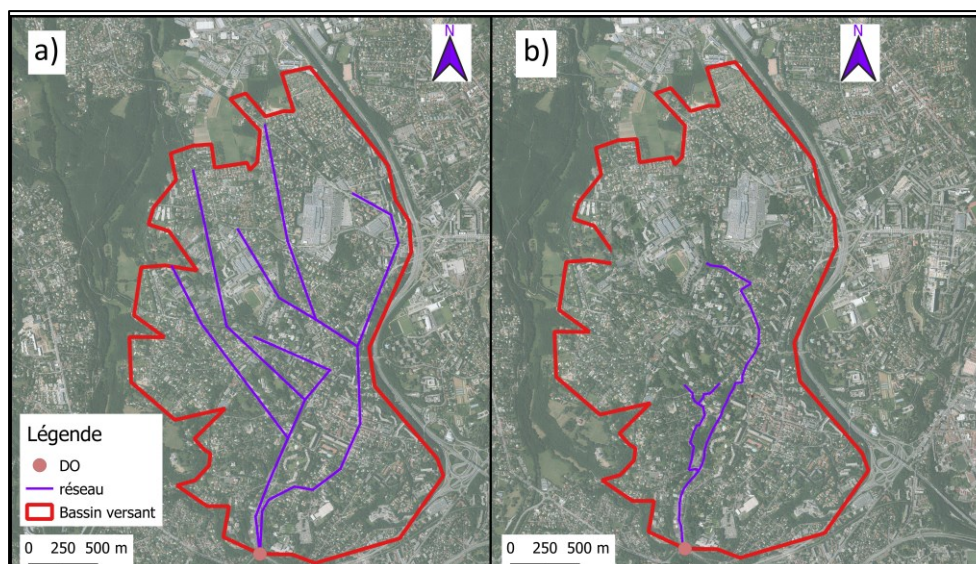 a)
N
b)
N
Légende
DO
réseau
Bassin versant
0 250 500 m
0 250 500 m